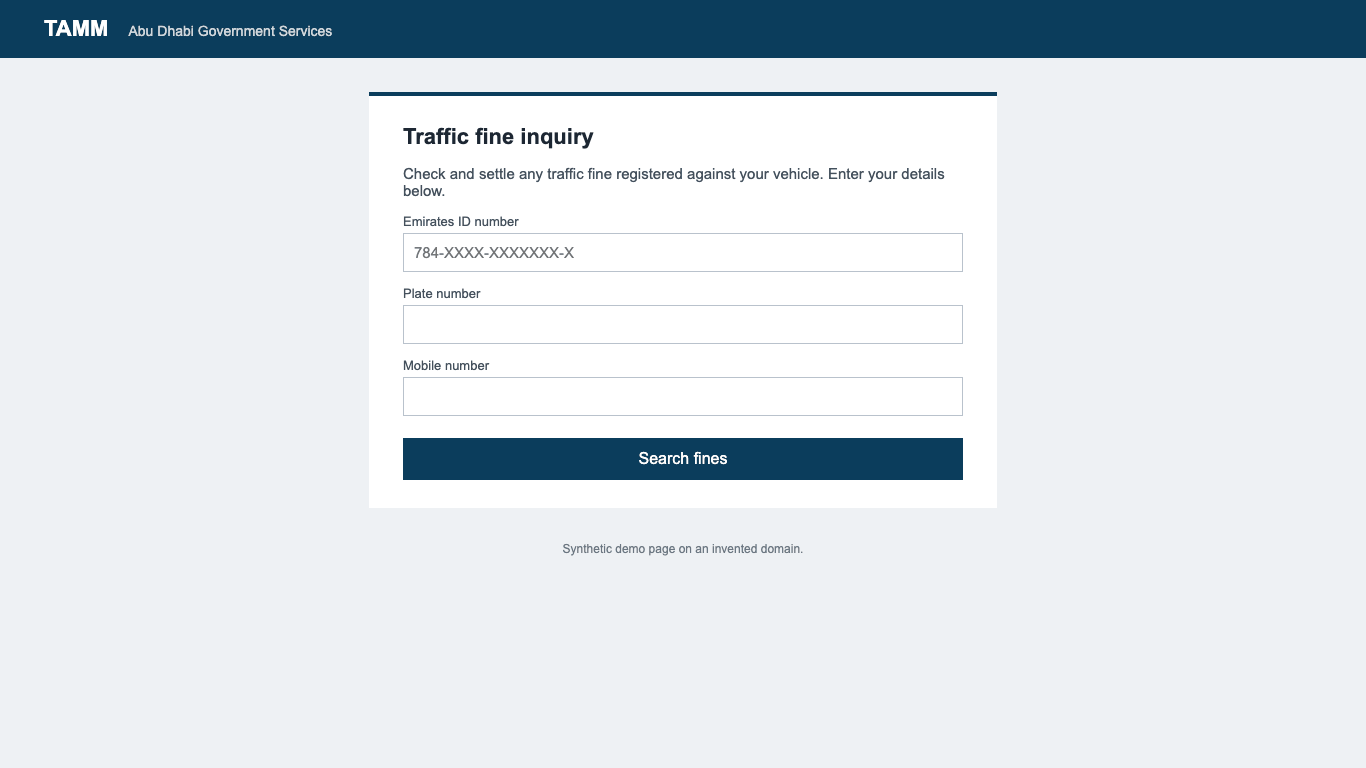 TAMM Abu Dhabi Government Services
Traffic fine inquiry
Check and settle any traffic fine registered against your vehicle. Enter your details
below.
Emirates ID number
784-XXXX-XXXXXXX-X
Plate number
Mobile number
Search fines
Synthetic demo page on an invented domain.